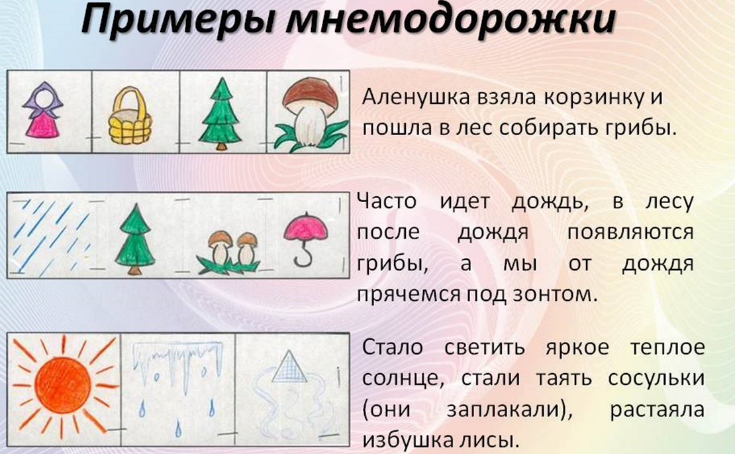 Примеры мнемодорожки
Аленушка взяла корзинку и
пошла в лес собирать грибы.
Часто идет дождь, в лесу
после дождя появляются
грибы, а мы от дождя
прячемся под зонтом.
Стало светить яркое теплое
солнце, стали таять сосульки
(они заплакали), растаяла
избушка лисы.